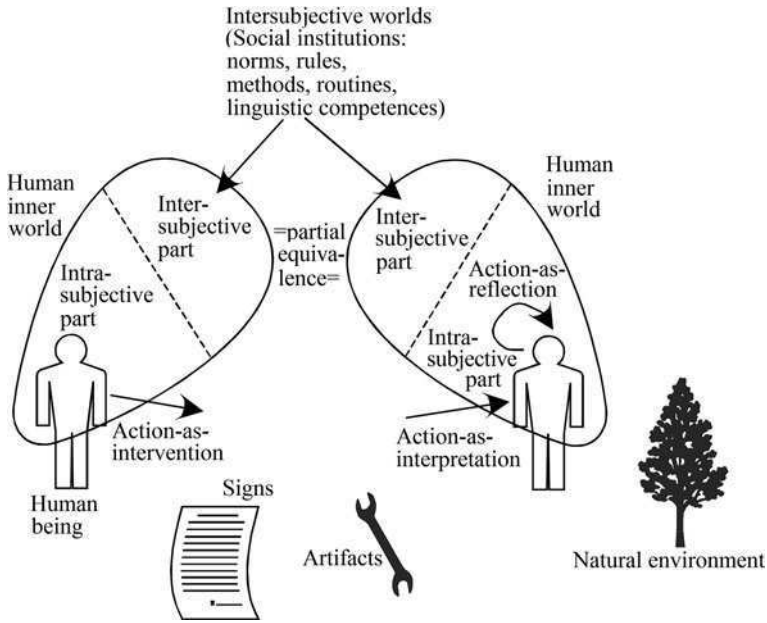 Intersubjective worlds
(Social institutions:
norms, rules,
methods, routines,
linguistic competences)
Human
inner
world
Inter-
subjective
part
Intra-
subjective
part
=partial
equiva-
lence=
Inter-
subjective
part
Human
inner
world
Action-as-
reflection
Intra-
subjective
part
Action-as-
intervention
Action-as-
interpretation
Human
being
Signs
Artifacts
Natural environment